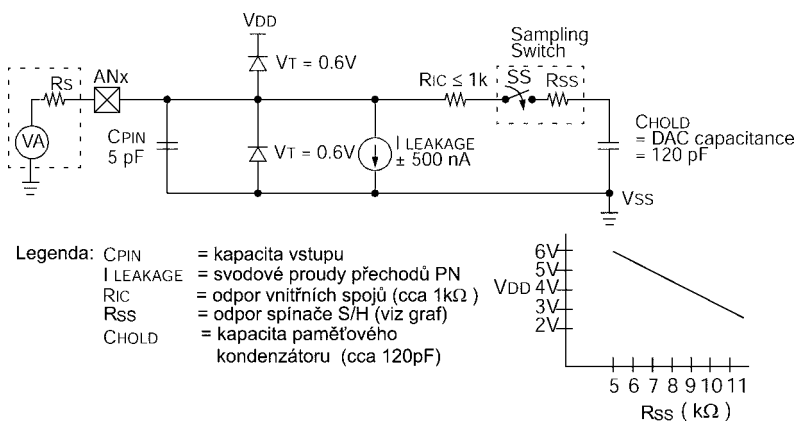 VDD
Sampling
Switch
VT = 0.6V
RS
ANx
RIC ≤ 1k
SS
RSS
VA
CPIN
5 pF
VT = 0.6V
I LEAKAGE
± 500 nA
CHOLD
= DAC capacitance
= 120 pF
VSS
Legenda: CPIN = kapacita vstupu
I LEAKAGE = svodové proudy přechodů PN
RIC = odpor vnitřních spojů (cca 1kΩ )
RSS = odpor spínače S/H (viz graf)
CHOLD = kapacita paměťového
kondenzátoru (cca 120pF)
6V
5V
VDD 4V
3V
2V
5 6 7 8 9 10 11
RSS ( kΩ )